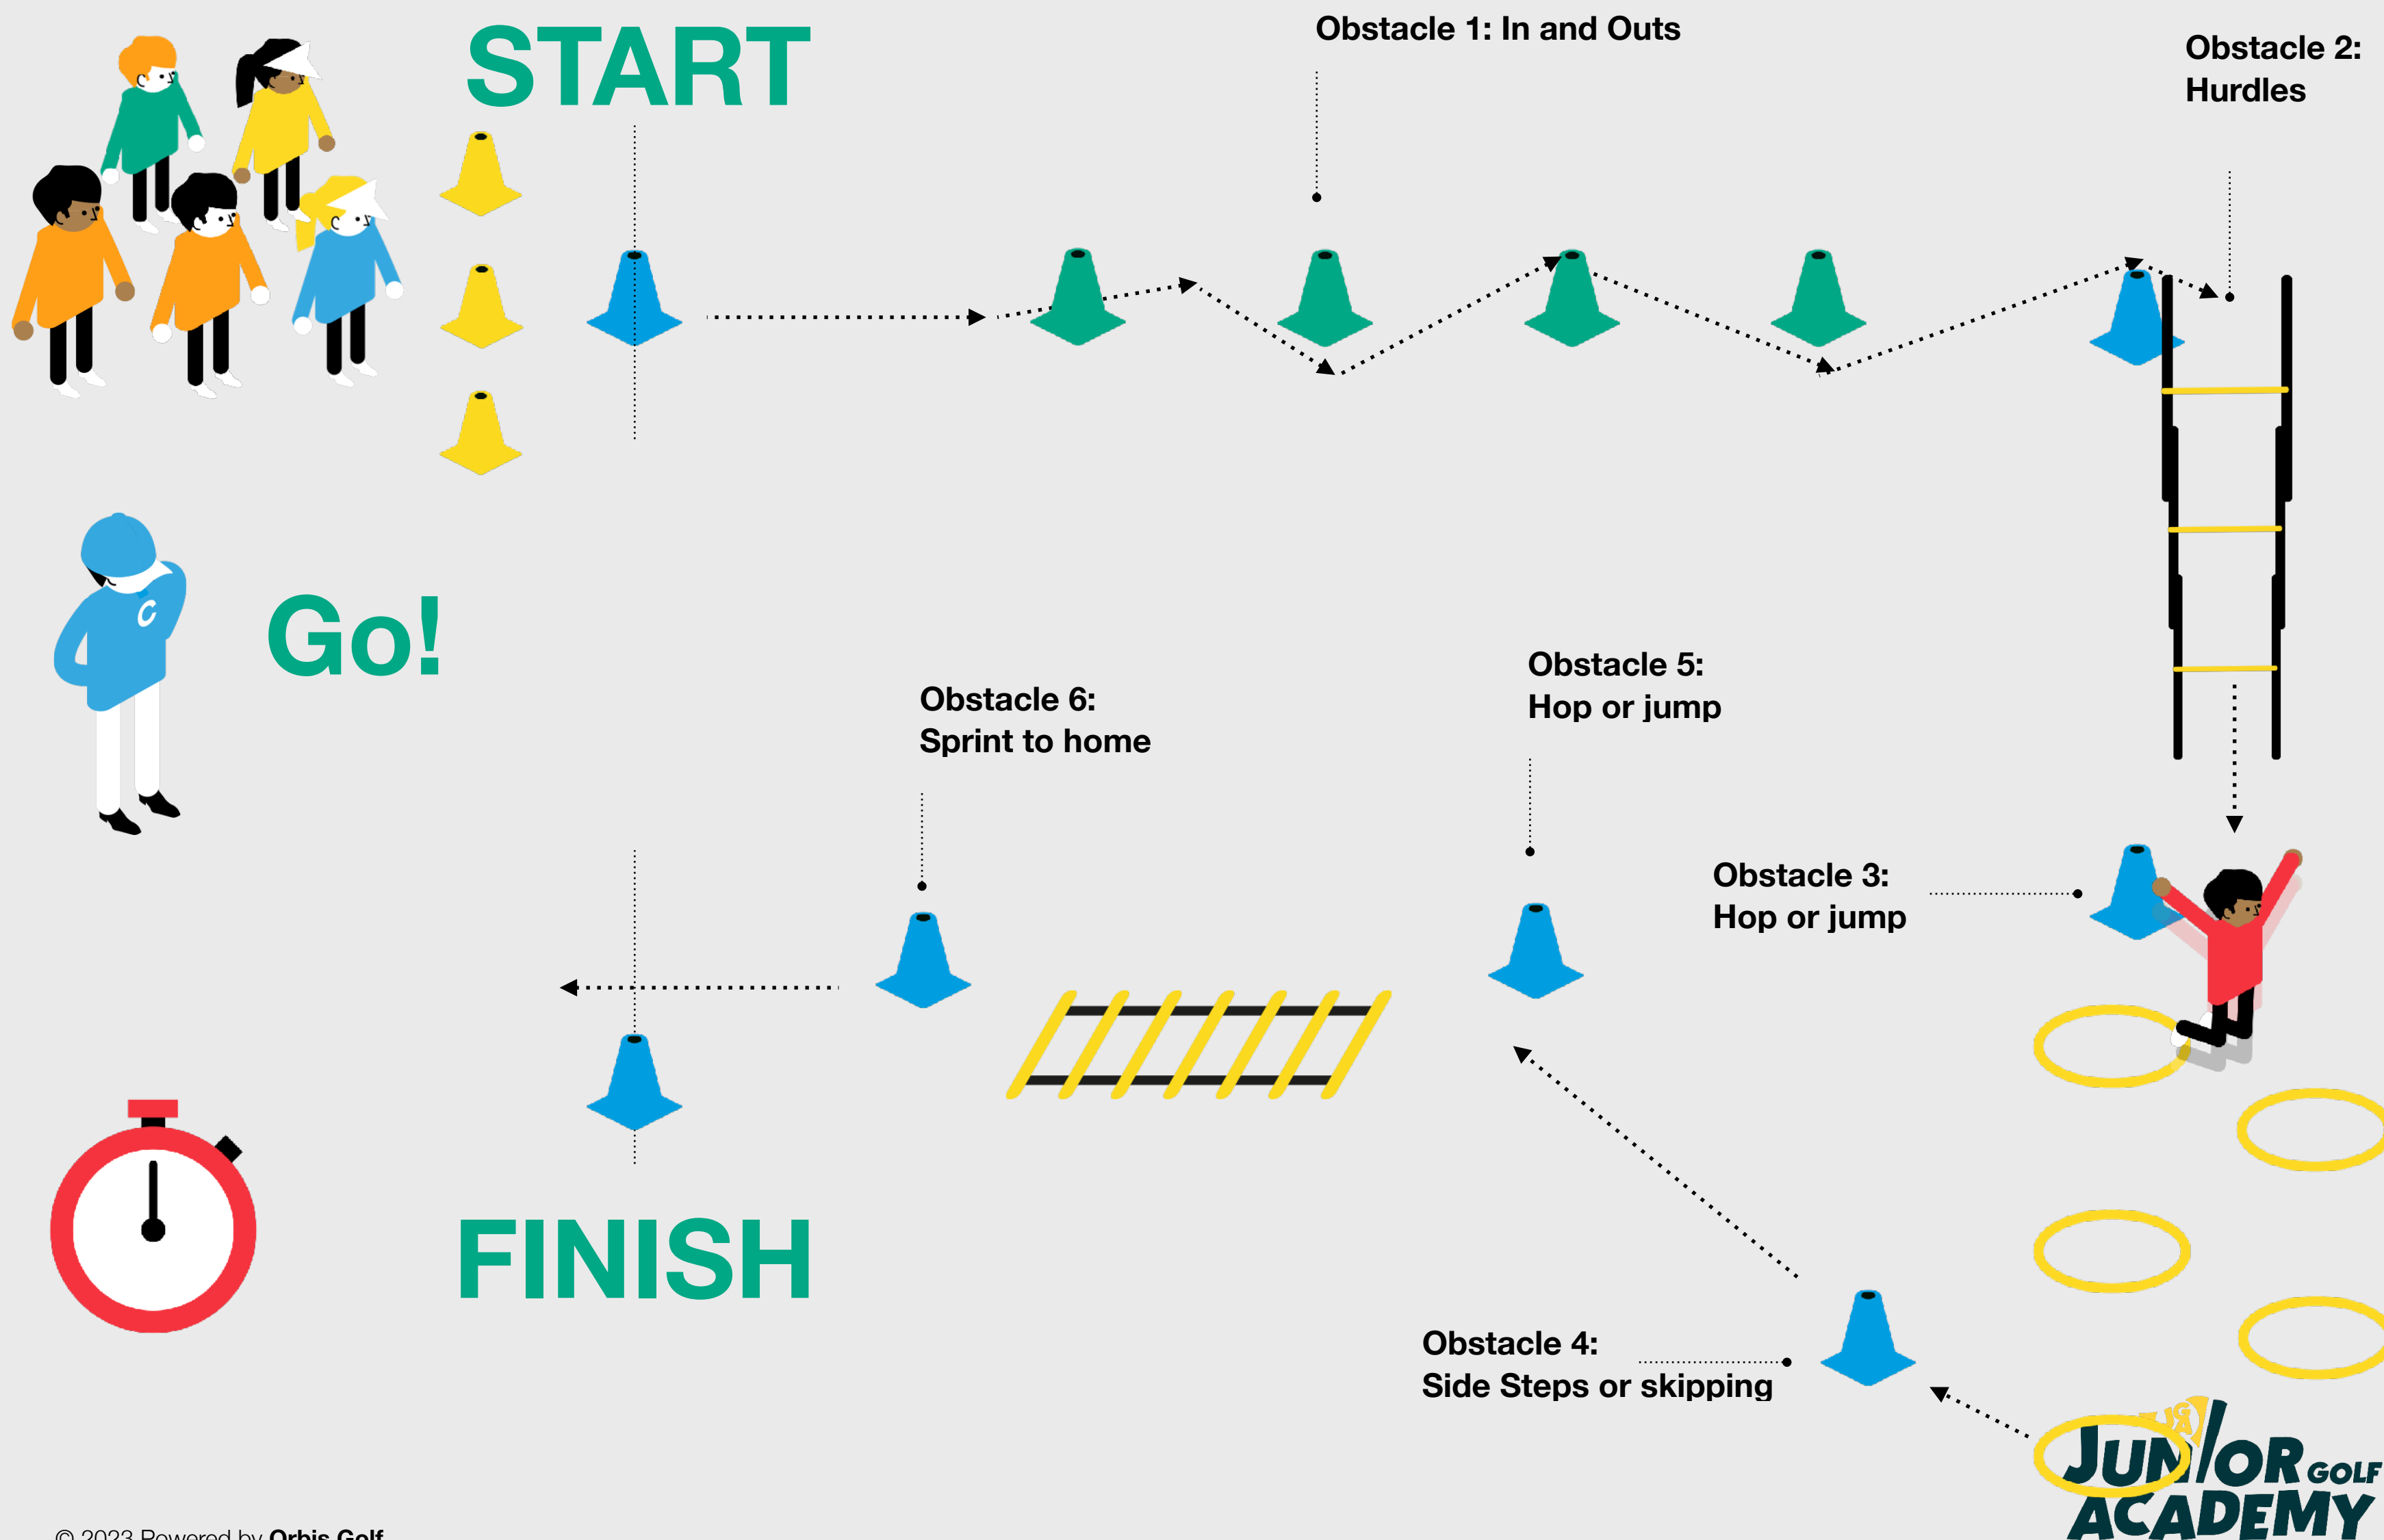 START
Obstacle 1: In and Outs
Obstacle 2:
Hurdles
C
Go!
Obstacle 5:
Hop or jump
Obstacle 6:
Sprint to home
Obstacle 3:
Hop or jump
FINISH
Obstacle 4:
Side Steps or skipping
JUNIOR GOLF
ACADEMY
© 2023 Powered by Orbis Golf